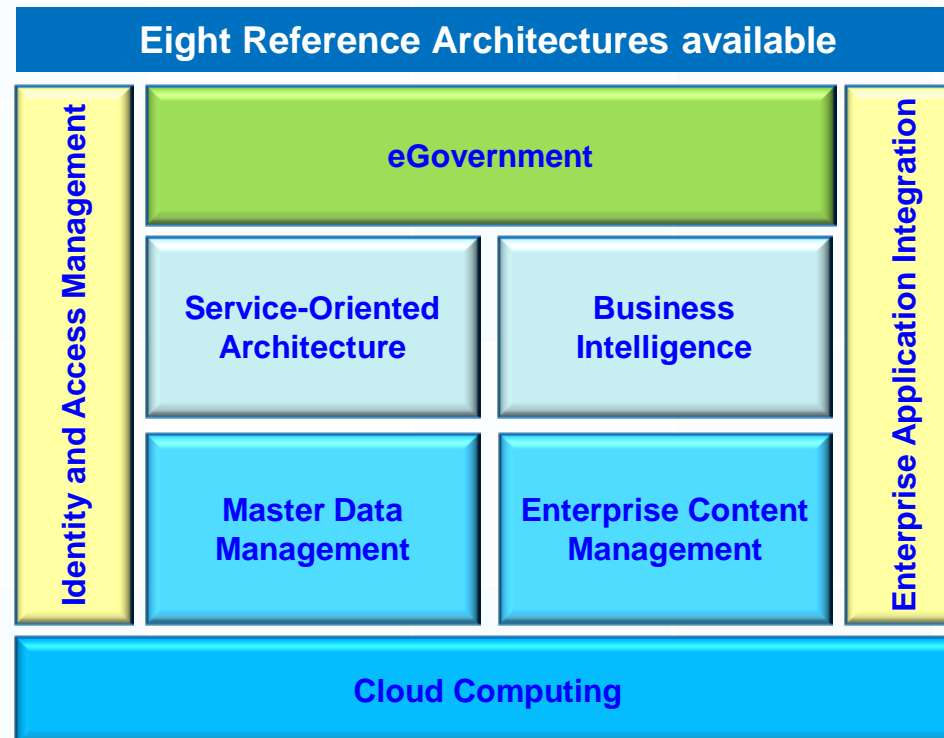 Eight Reference Architectures available
Identity and Access Management
eGovernment
Enterprise Application Integration
Service-Oriented
Architecture
Business
Intelligence
Master Data
Management
Enterprise Content
Management
Cloud Computing